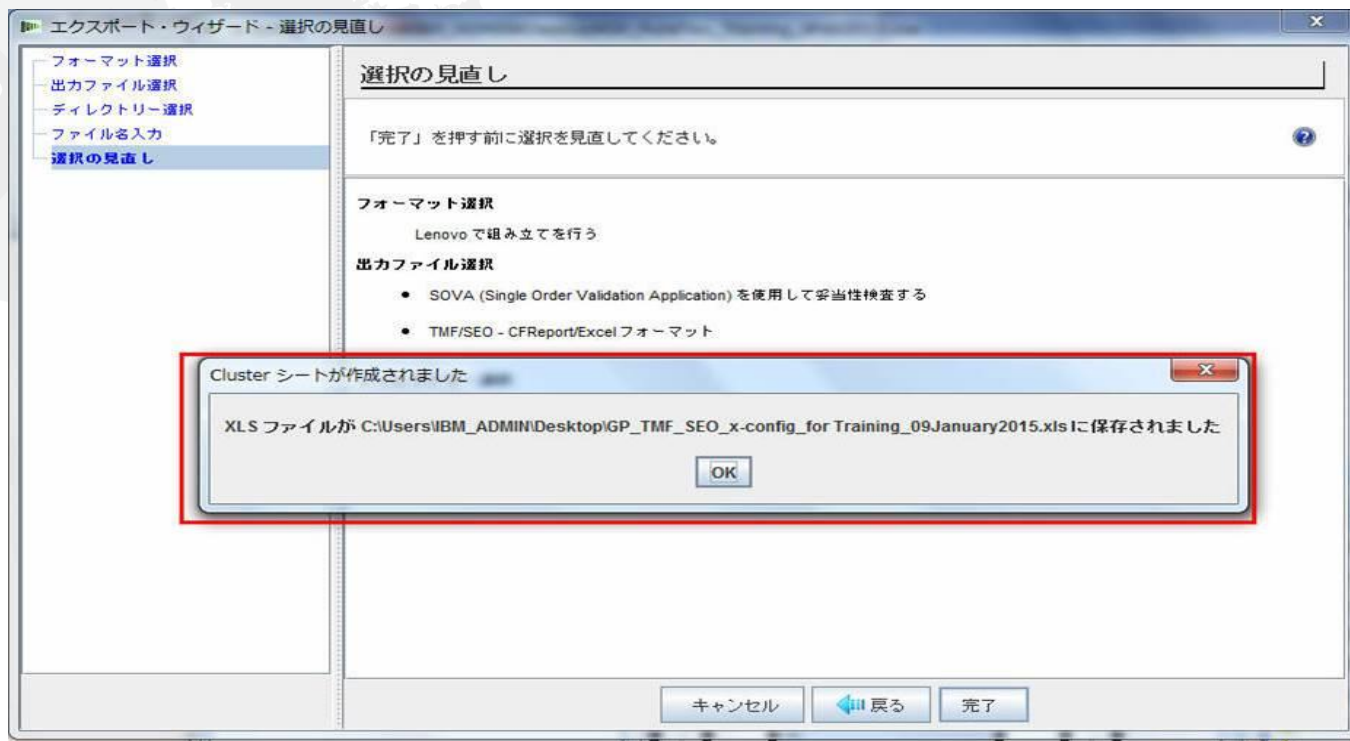 エクスポート・ウィザード - 選択の見直し
フォーマット選択
出力ファイル選択
ディレクトリー選択
ファイル名入力
選択の見直し
選択の見直し
「完了」を押す前に選択を見直してください。
フォーマット選択
Lenovo で組み立てを行う
出力ファイル選択
• SOVA (Single Order Validation Application) を使用して妥当性検査する
• TMF/SEO - CFReport/Excel フォーマット
Cluster シートが作成されました
XLS ファイルが C:\Users\IBM_ADMIN\Desktop\GP_TMF_SEO_x-config_for Training_09January2015.xls に保存されました
OK
キャンセル
戻る
完了